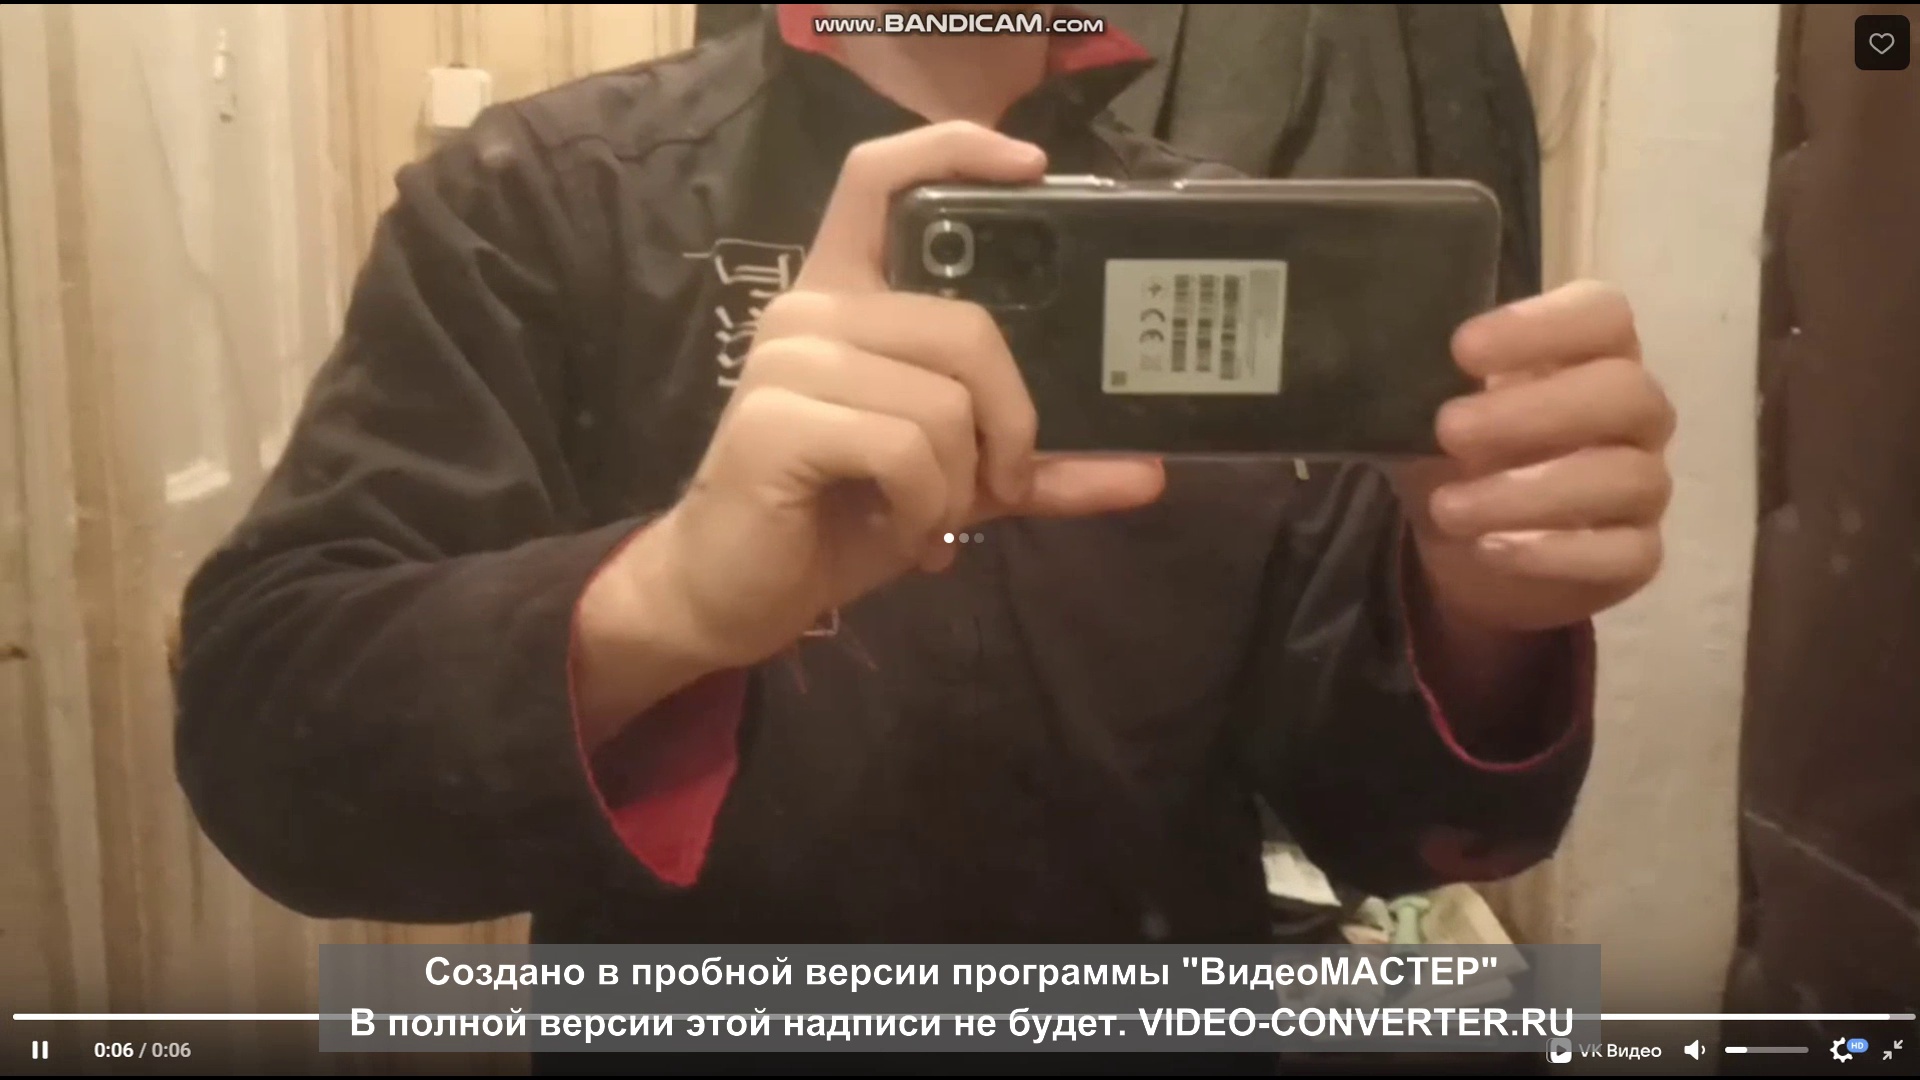 www.BANDICAM.com
HD
Создано в пробной версии программы "ВидеоМАСТЕР"
В полной версии этой надписи не будет. VIDEO-CONVERTER.RU
0:06 / 0:06
VK Видео